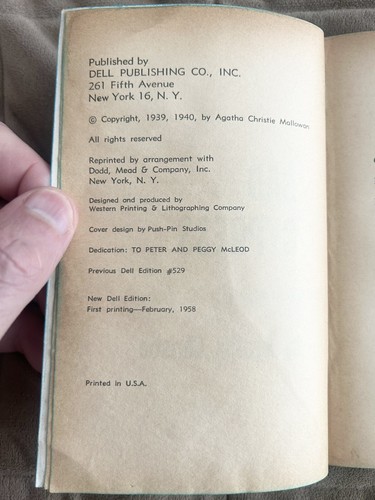 Published by
DELL PUBLISHING CO., INC.
261 Fifth Avenue
New York 16, N. Y.
© Copyright, 1939, 1940, by Agatha Christie Mallowan
All rights reserved
Reprinted by arrangement with
Dodd, Mead & Company, Inc.
New York, N. Y.
Designed and produced by
Western Printing & Lithographing Company
Cover design by Push-Pin Studios
Dedication: TO PETER AND PEGGY McLEOD
Previous Dell Edition #529
New Dell Edition:
First printing—February, 1958
Printed in U.S.A.